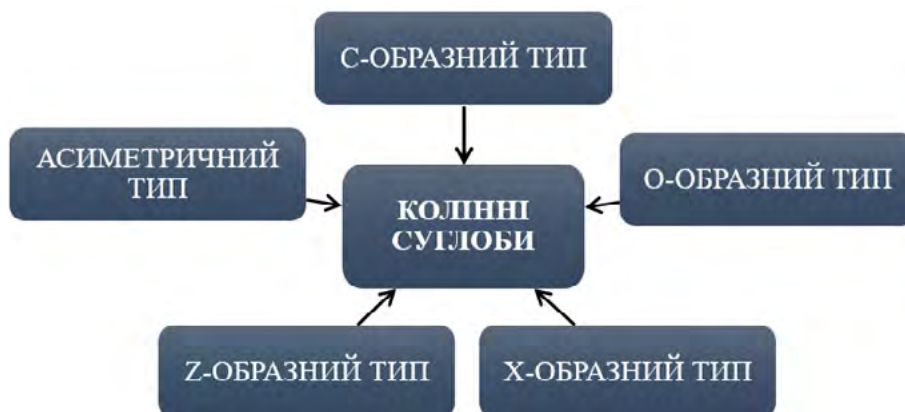 С-ОБРАЗНИЙ ТИП
АСИМЕТРИЧНИЙ
ТИП
О-ОБРАЗНИЙ ТИП
КОЛІННІ
СУГЛОБИ
Z-ОБРАЗНИЙ ТИП
Х-ОБРАЗНИЙ ТИП